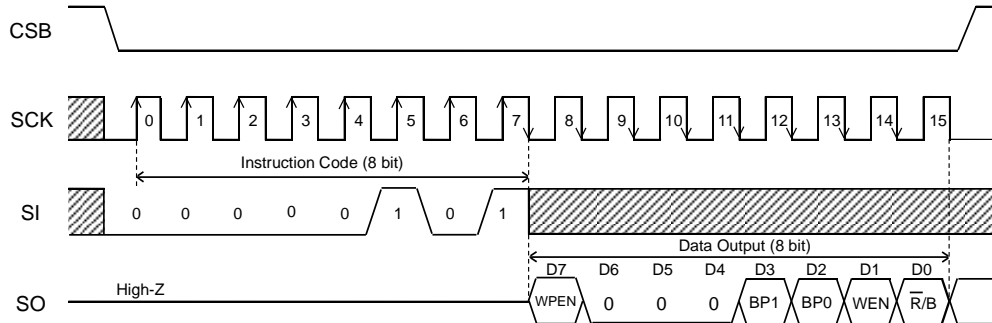 CSB
SCK
0 1 2 3 4 5 6 7 8 9 10 11 12 13 14 15
Instruction Code (8 bit)
SI
0 0 0 0 0 1 0 1
Data Output (8 bit)
D7 D6 D5 D4 D3 D2 D1 D0
High-Z
SO
WPEN 0 0 0 BP1 BP0 WEN R̅/B